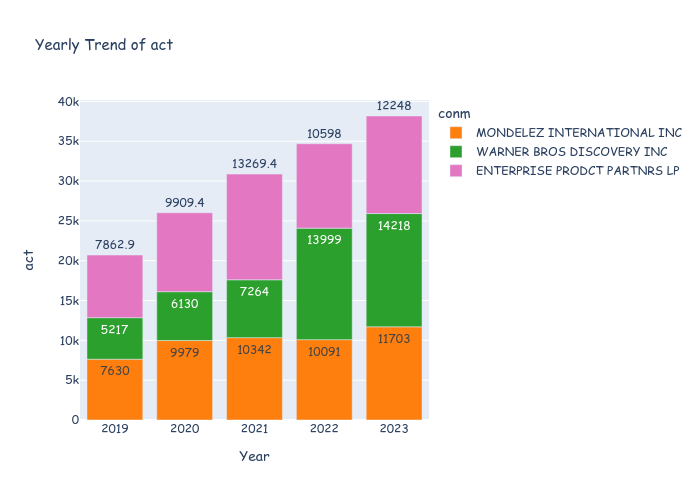 Yearly Trend of act
12248
40k
conm
MONDELEZ INTERNATIONAL INC
WARNER BROS DISCOVERY INC
ENTERPRISE PRODCT PARTNRS LP
10598
35k
13269.4
30k
9909.4
25k
14218
13999
7862.9
20k
7264
6130
15k
5217
10k
11703
10342
10091
9979
7630
5k
0
2019 2020 2021 2022 2023
Year
act